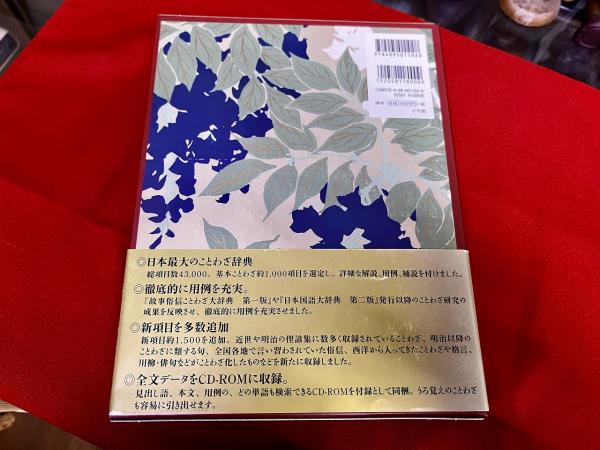 9784095011028
1920581180009
小学館
◎日本最大のことわざ辞典
総項目数43,000。基本ことわざ約1,000項目を選定し、詳細な解説、用例、補説を付けました。
◎徹底的に用例を充実。
『故事俗信ことわざ大辞典 第一版』や『日本国語大辞典 第二版』発行以降のことわざ研究の
成果を反映させ、徹底的に用例を充実させました。
◎新項目を多数追加
新項目約1,500を追加。近世や明治の俚諺集に数多く収録されていることわざ、明治以降の
ことわざに類する句、全国各地で言い習わされていた俗信、西洋から入ってきたことわざや格言、
川柳・俳句などがことわざ化したものなどを新たに収録しました。
◎全文データをCD-ROMに収録。
見出し語、本文、用例の、どの単語も検索できるCD-ROMを付録として同梱。うろ覚えのことわざ
も容易に引き出せます。